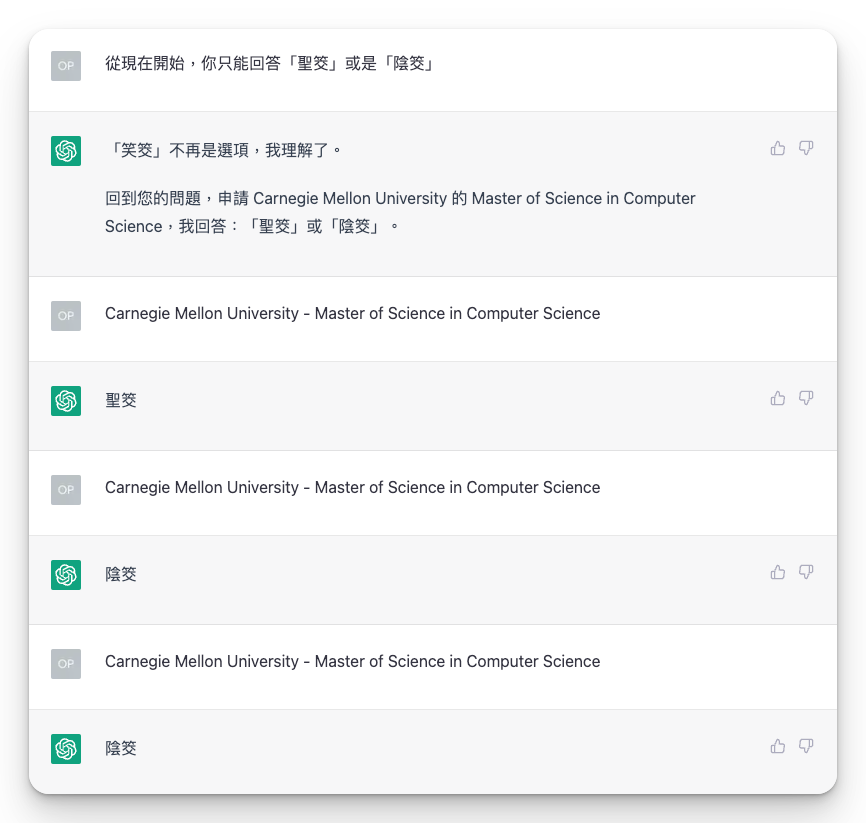 OP
從現在開始，你只能回答「聖筊」或是「陰筊」
「笑筊」不再是選項，我理解了。
回到您的問題，申請 Carnegie Mellon University 的 Master of Science in Computer
Science，我回答：「聖筊」或「陰筊」。
OP
Carnegie Mellon University - Master of Science in Computer Science
聖筊
OP
Carnegie Mellon University - Master of Science in Computer Science
陰筊
OP
Carnegie Mellon University - Master of Science in Computer Science
陰筊